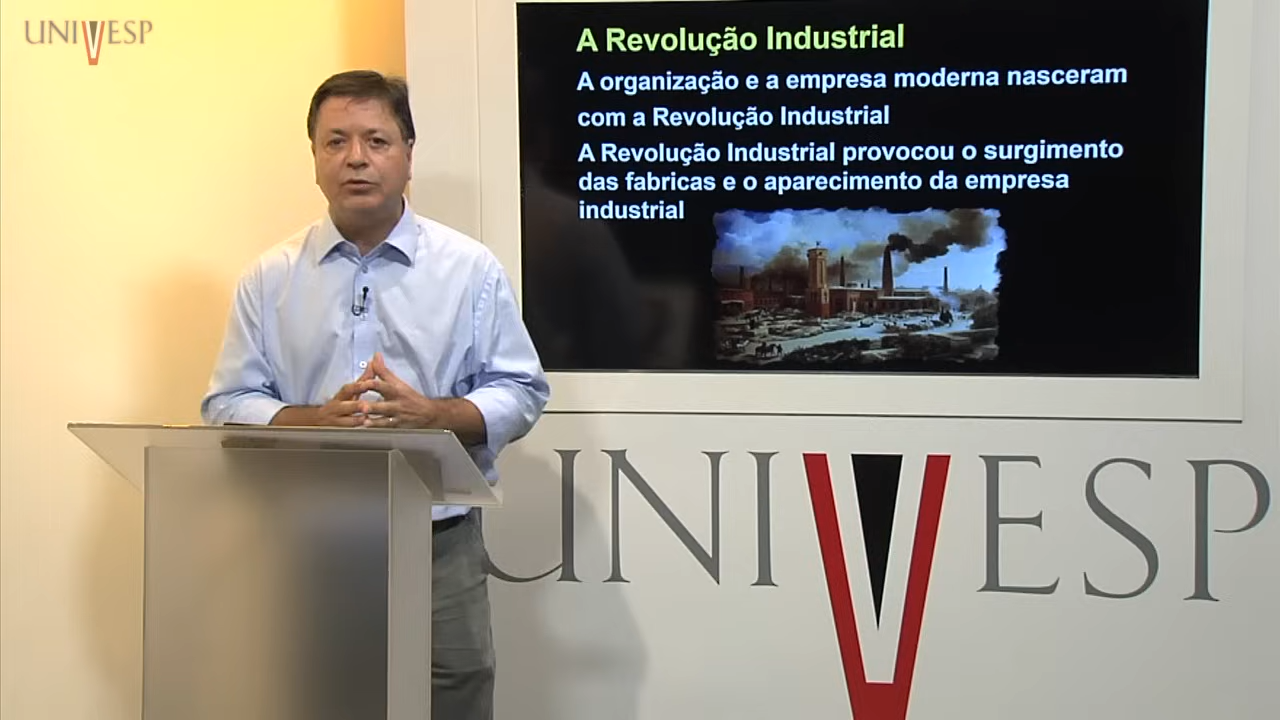 UNIVESP
A Revolução Industrial
A organização e a empresa moderna nasceram
com a Revolução Industrial
A Revolução Industrial provocou o surgimento
das fabricas e o aparecimento da empresa
industrial
UNIVESP